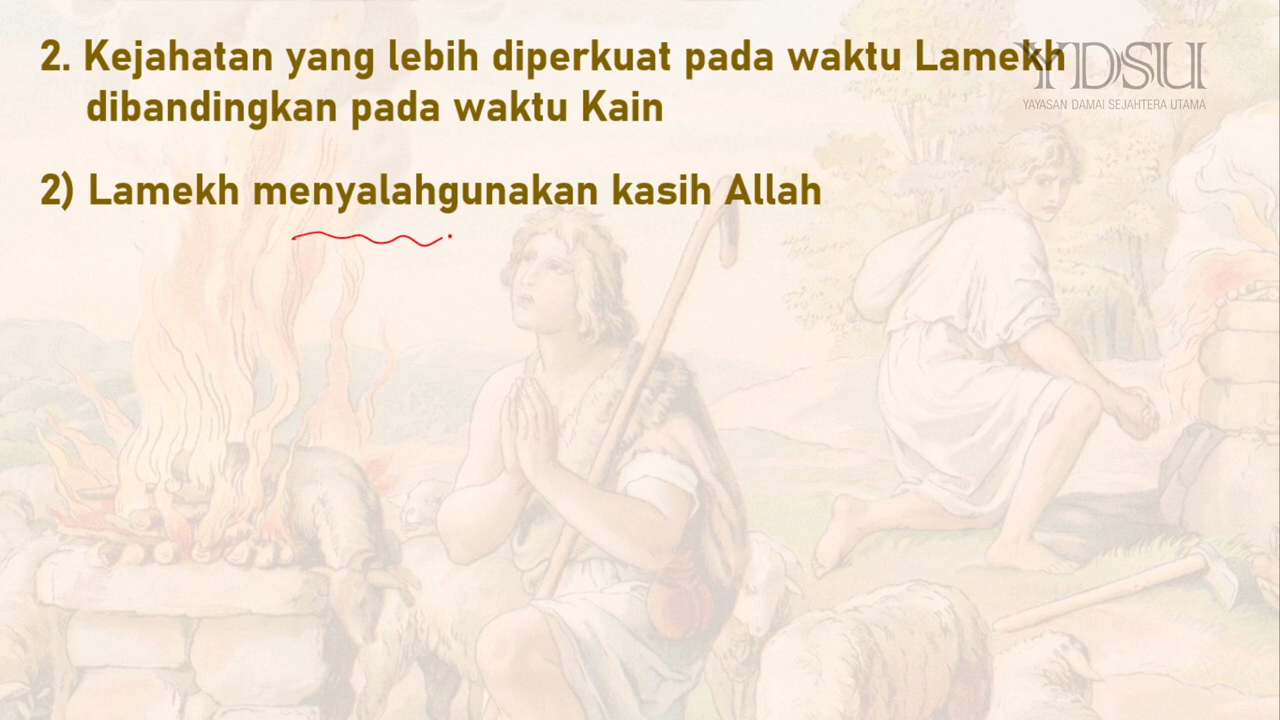 2. Kejahatan yang lebih diperkuat pada waktu Lamekh
dibandingkan pada waktu Kain
YDSU
YAYASAN DAMAI SEJAHTERA UTAMA
2) Lamekh menyalahgunakan kasih Allah